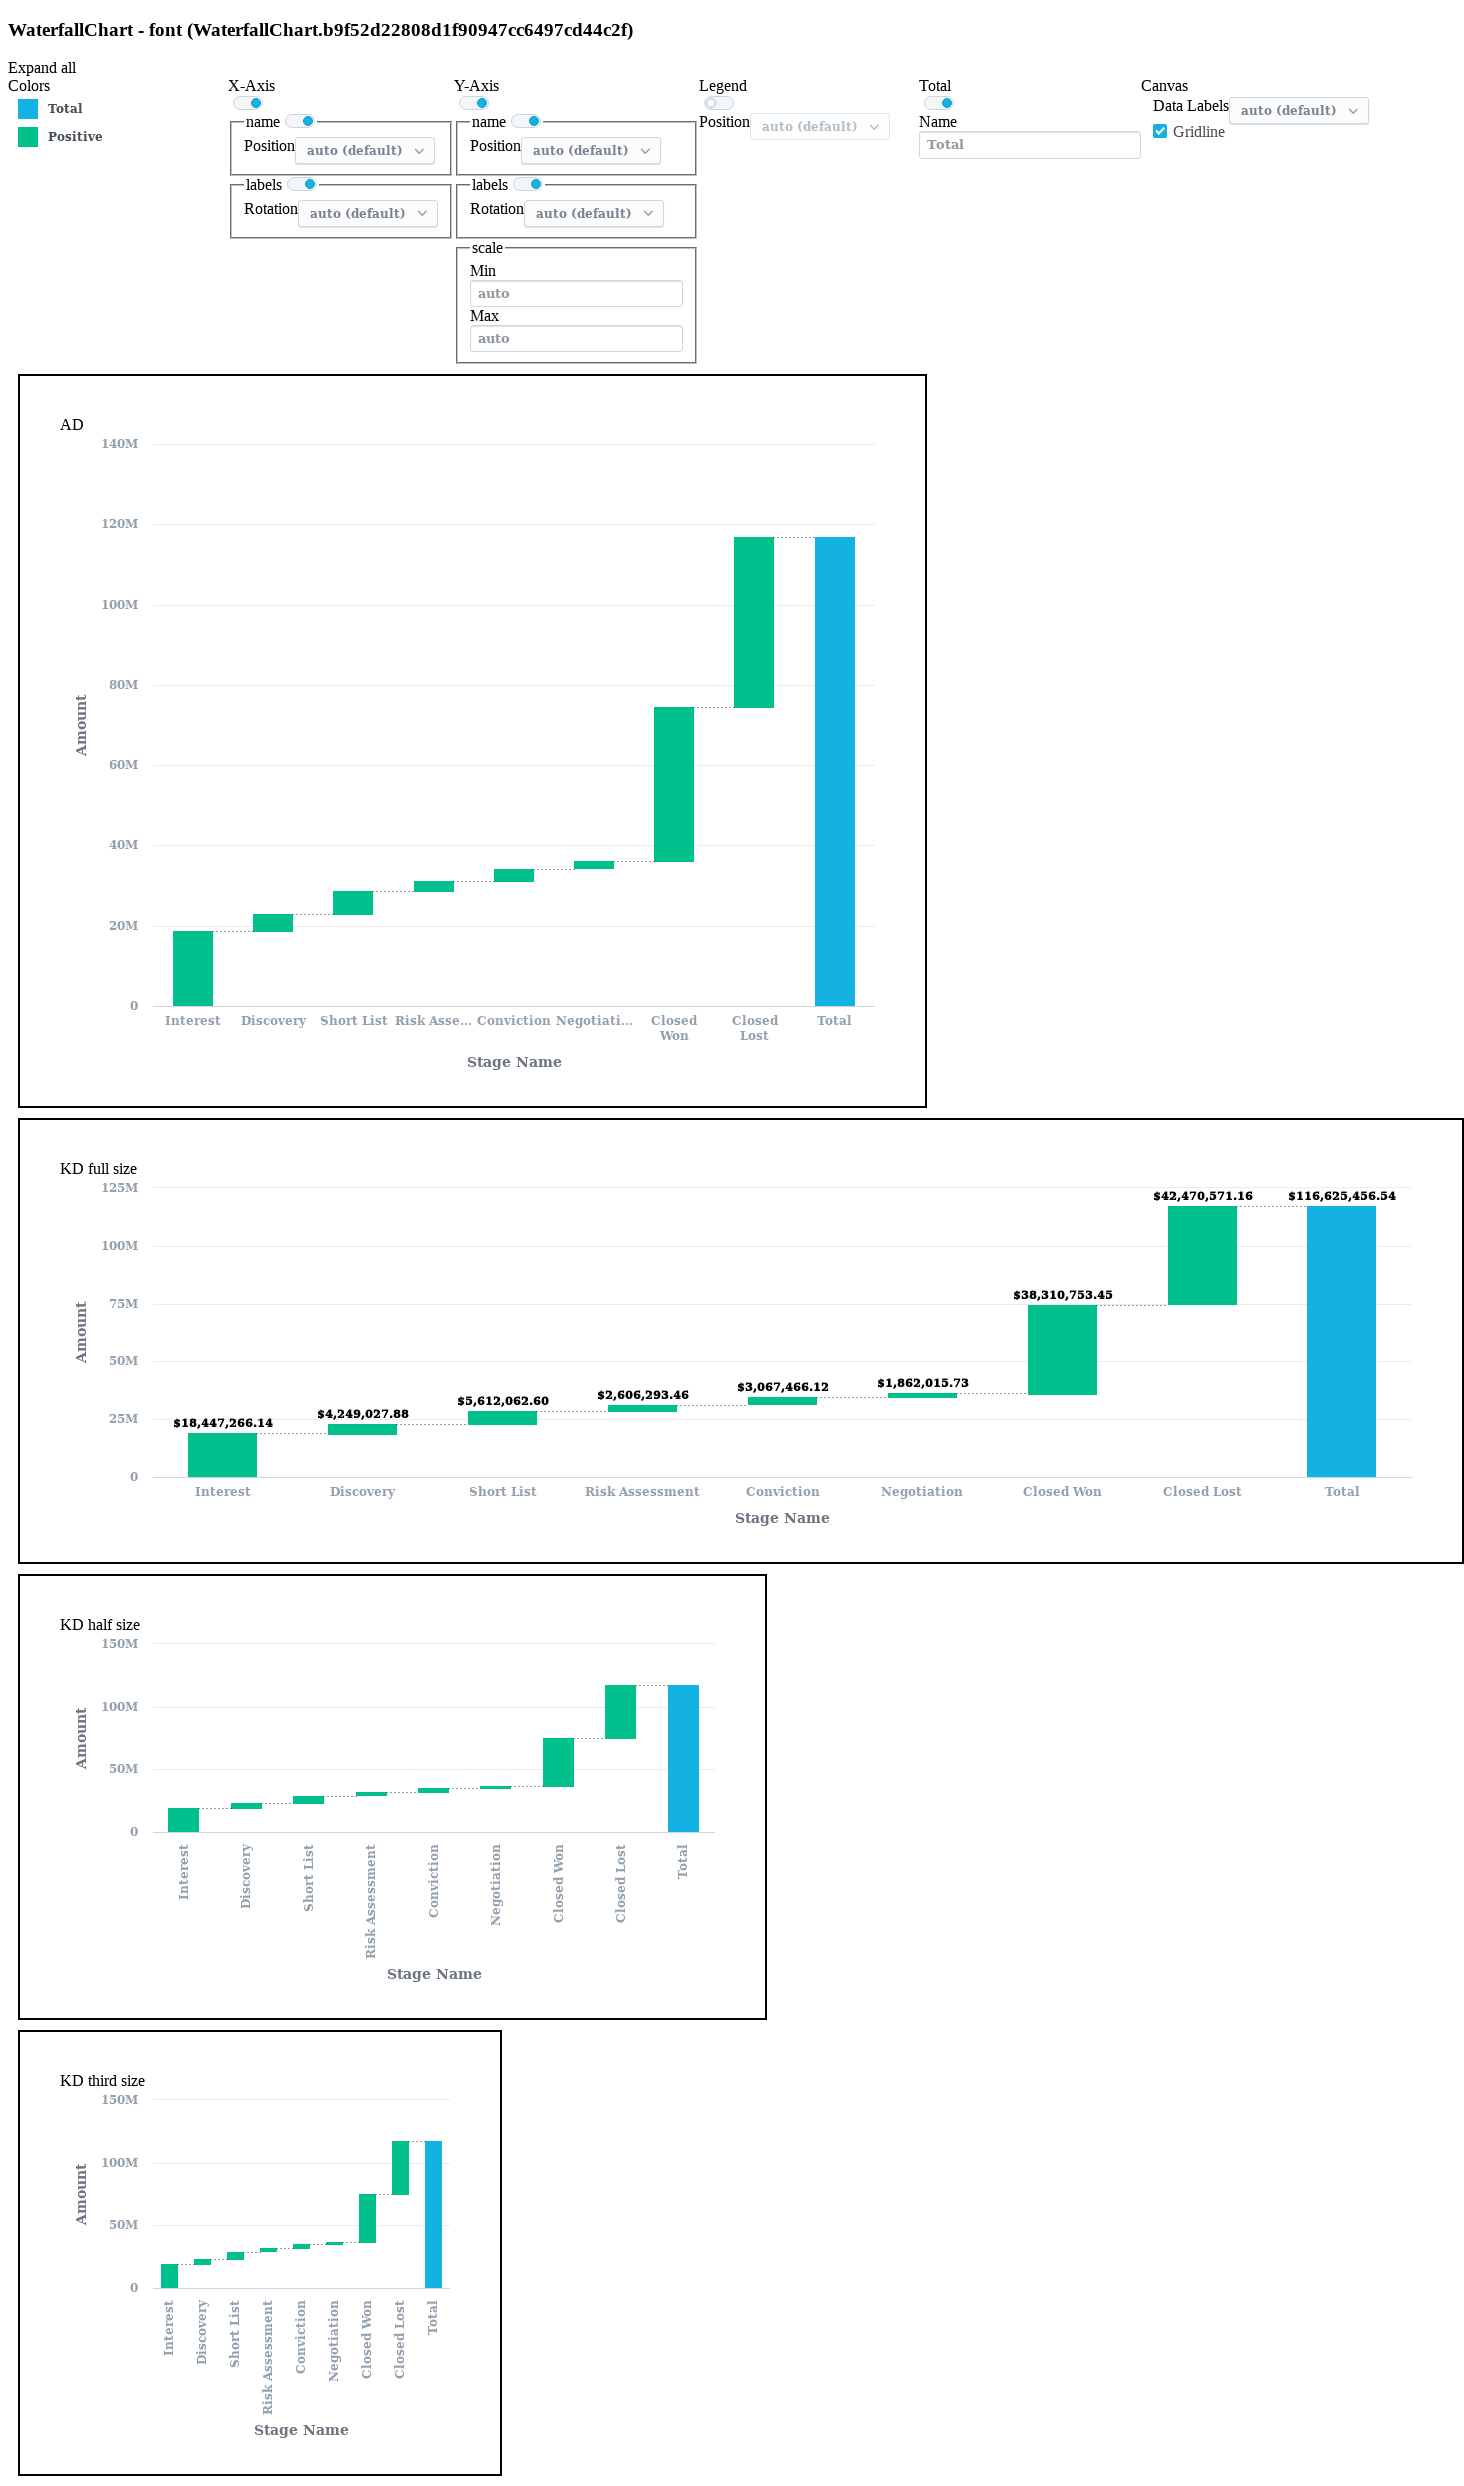 WaterfallChart - font (WaterfallChart.b9f52d22808d1f90947cc6497cd44c2f)
Expand all
Colors
Total
Positive
X-Axis
name
Position auto (default)
labels
Rotation auto (default)
Y-Axis
name
Position auto (default)
labels
Rotation auto (default)
scale
Min
auto
Max
auto
Legend
Position auto (default)
Total
Name
Total
Canvas
Data Labels auto (default)
Gridline
AD
140M
120M
100M
80M
60M
40M
20M
0
Amount
Interest Discovery Short List Risk Asse... Conviction Negotiati... Closed Won Closed Lost Total
Stage Name
KD full size
125M
100M
75M
50M
25M
0
Amount
$18,447,266.14 $4,249,027.88 $5,612,062.60 $2,606,293.46 $3,067,466.12 $1,862,015.73 $38,310,753.45 $42,470,571.16 $116,625,456.54
Interest Discovery Short List Risk Assessment Conviction Negotiation Closed Won Closed Lost Total
Stage Name
KD half size
150M
100M
50M
0
Amount
Interest Discovery Short List Risk Assessment Conviction Negotiation Closed Won Closed Lost Total
Stage Name
KD third size
150M
100M
50M
0
Amount
Interest Discovery Short List Risk Assessment Conviction Negotiation Closed Won Closed Lost Total
Stage Name